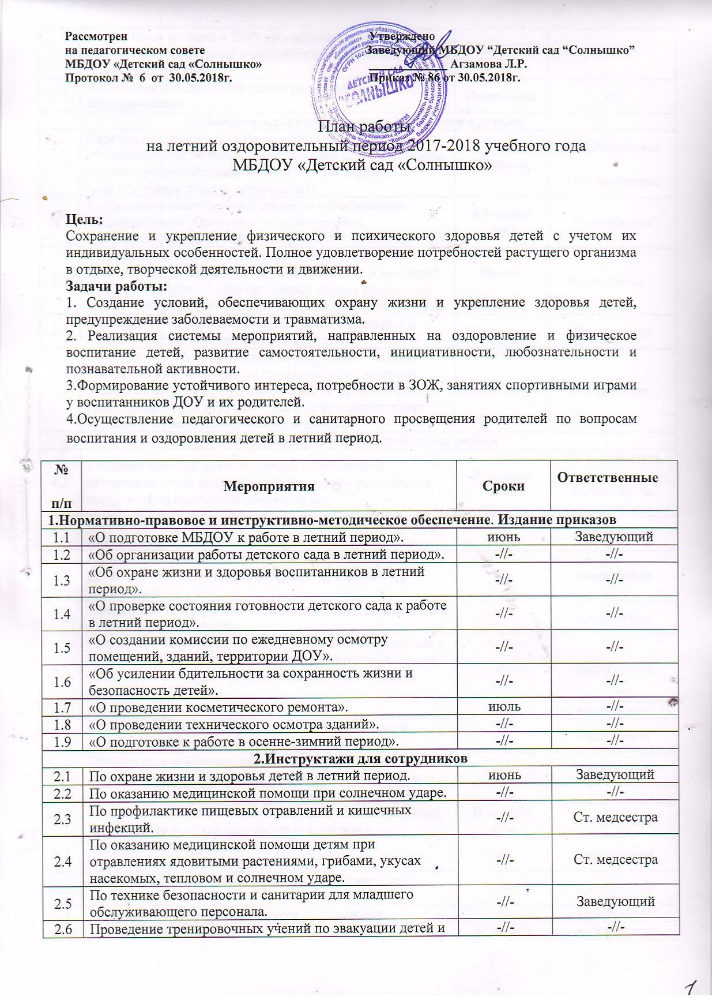 Рассмотрен
на педагогическом совете
МБДОУ «Детский сад «Солнышко»
Протокол № 6 от 30.05.2018г.
Утверждено
Заведующий МБДОУ “Детский сад “Солнышко”
____________ Агзамова Л.Р.
Приказ № 86 от 30.05.2018г.
ДЕТСКИЙ САД
"СОЛНЫШКО"
План работы
на летний оздоровительный период 2017-2018 учебного года
МБДОУ «Детский сад «Солнышко»
Цель:
Сохранение и укрепление физического и психического здоровья детей с учетом их
индивидуальных особенностей. Полное удовлетворение потребностей растущего организма
в отдыхе, творческой деятельности и движении.
Задачи работы:
1. Создание условий, обеспечивающих охрану жизни и укрепление здоровья детей,
предупреждение заболеваемости и травматизма.
2. Реализация системы мероприятий, направленных на оздоровление и физическое
воспитание детей, развитие самостоятельности, инициативности, любознательности и
познавательной активности.
3.Формирование устойчивого интереса, потребности в ЗОЖ, занятиях спортивными играми
у воспитанников ДОУ и их родителей.
4.Осуществление педагогического и санитарного просвещения родителей по вопросам
воспитания и оздоровления детей в летний период.
№
п/п Мероприятия Сроки Ответственные
1.Нормативно-правовое и инструктивно-методическое обеспечение. Издание приказов
1.1 «О подготовке МБДОУ к работе в летний период». июнь Заведующий
1.2 «Об организации работы детского сада в летний период». -//- -//-
1.3 «Об охране жизни и здоровья воспитанников в летний
период». -//- -//-
1.4 «О проверке состояния готовности детского сада к работе
в летний период». -//- -//-
1.5 «О создании комиссии по ежедневному осмотру
помещений, зданий, территории ДОУ». -//- -//-
1.6 «Об усилении бдительности за сохранность жизни и
безопасность детей». -//- -//-
1.7 «О проведении косметического ремонта». июль -//-
1.8 «О проведении технического осмотра зданий». -//- -//-
1.9 «О подготовке к работе в осенне-зимний период». -//- -//-
2.Инструктажи для сотрудников
2.1 По охране жизни и здоровья детей в летний период. июнь Заведующий
2.2 По оказанию медицинской помощи при солнечном ударе. -//- -//-
2.3 По профилактике пищевых отравлений и кишечных
инфекций. -//- Ст. медсестра
2.4 По оказанию медицинской помощи детям при
отравлениях ядовитыми растениями, грибами, укусах
насекомых, тепловом и солнечном ударе. -//- Ст. медсестра
2.5 По технике безопасности и санитарии для младшего
обслуживающего персонала. -//- Заведующий
2.6 Проведение тренировочных учений по эвакуации детей и -//- -//-
1